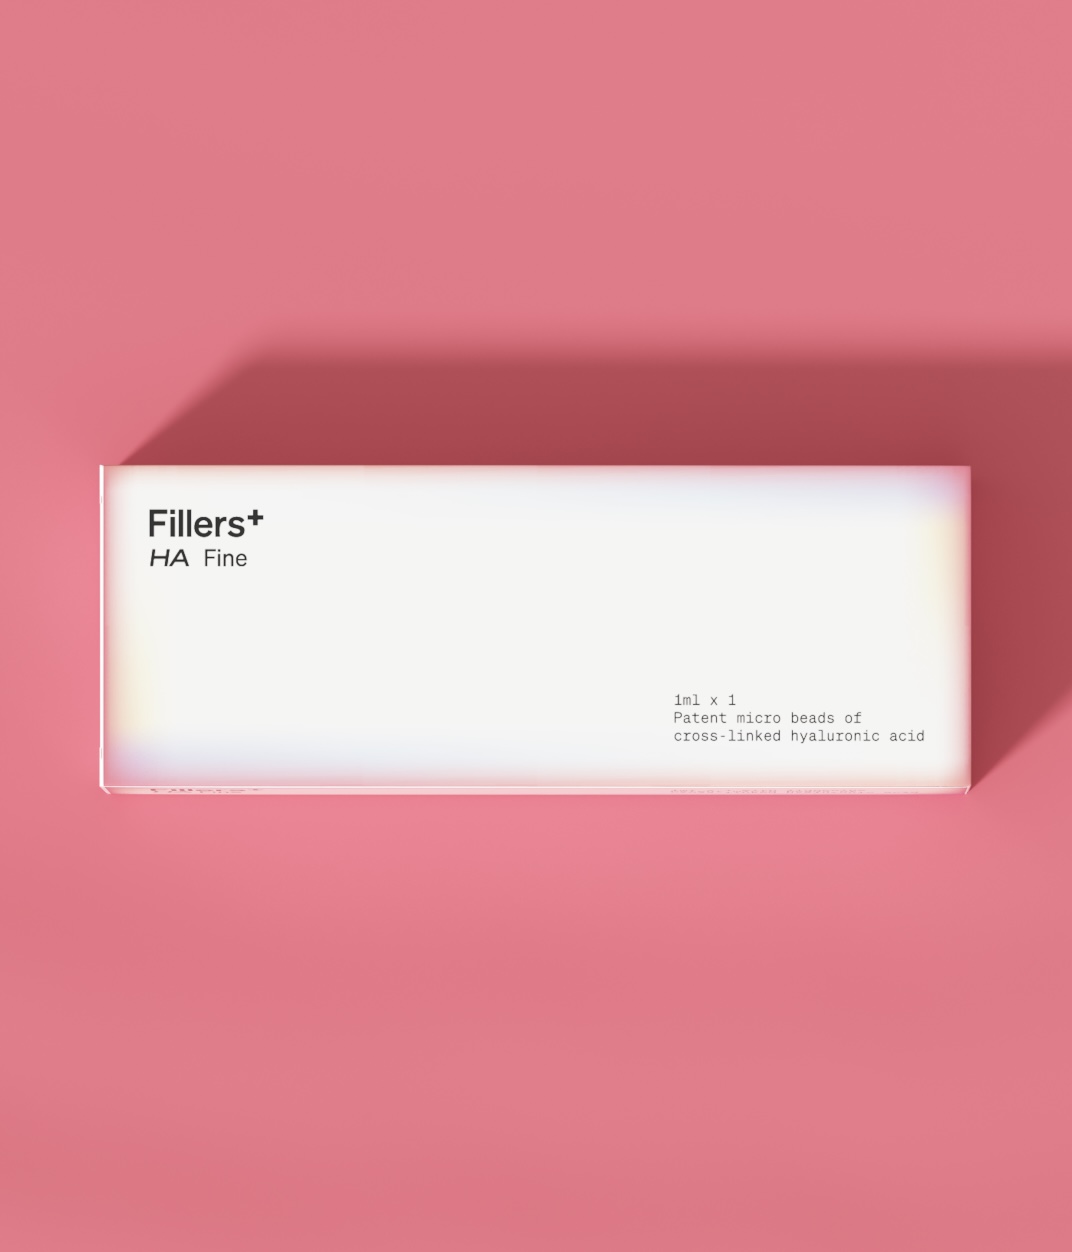 Fillers+
HA Fine
1ml x 1
Patent micro beads of
cross-linked hyaluronic acid